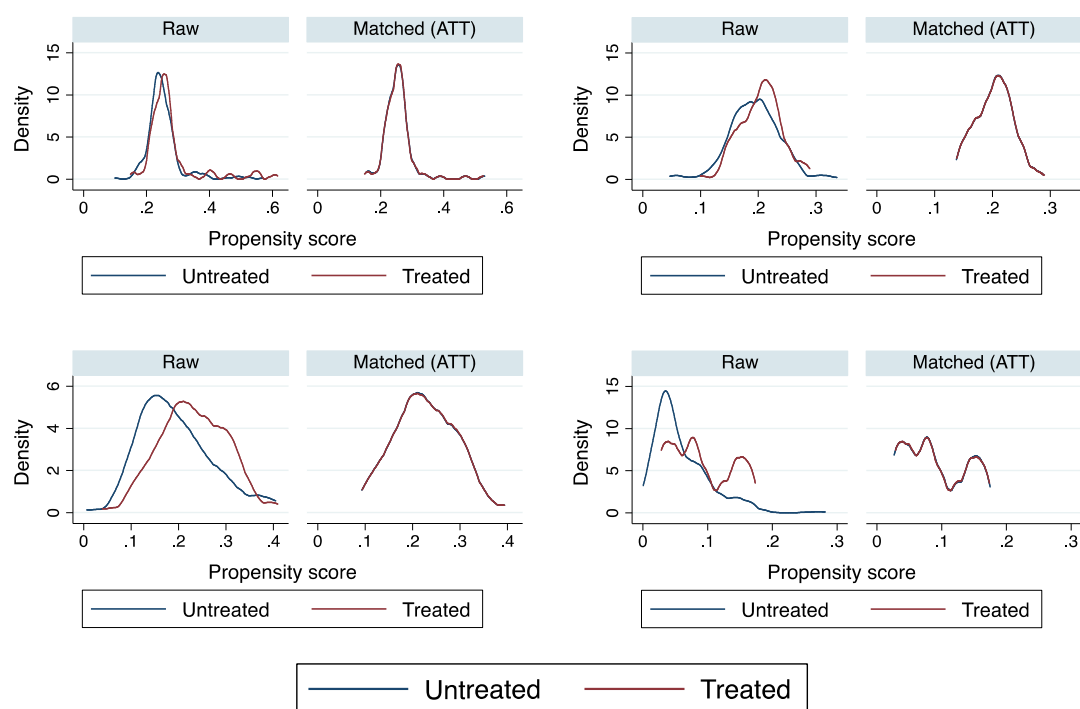 Raw Matched (ATT)
Density
15
10
5
0
0 .2 .4 .6 0 .2 .4 .6
Propensity score
Untreated Treated
Raw Matched (ATT)
Density
15
10
5
0
0 .1 .2 .3 0 .1 .2 .3
Propensity score
Untreated Treated
Raw Matched (ATT)
Density
6
4
2
0
0 .1 .2 .3 .4 0 .1 .2 .3 .4
Propensity score
Untreated Treated
Raw Matched (ATT)
Density
15
10
5
0
0 .1 .2 .3 0 .1 .2 .3
Propensity score
Untreated Treated
Untreated Treated